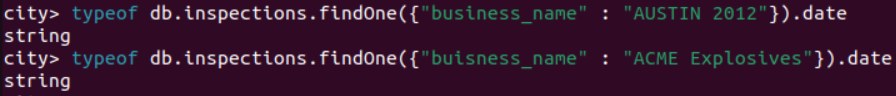 city> typeof db.inspections.findOne({"business_name" : "AUSTIN 2012"}).date
string
city> typeof db.inspections.findOne({"buisness_name" : "ACME Explosives"}).date
string